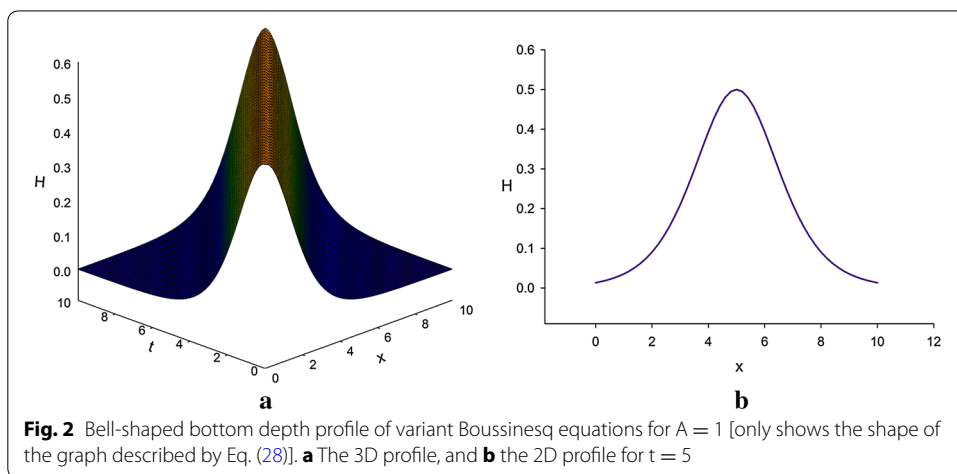 0.6
0.5
0.4
0.3
H
0.2
0.1
0.0
10
8
6
4
2
0
t
0
2
4
6
8
10
x
a
0.6
0.5
0.4
0.3
H
0.2
0.1
0.0
0 2 4 6 8 10 12
x
b
Fig. 2 Bell-shaped bottom depth profile of variant Boussinesq equations for A = 1 [only shows the shape of
the graph described by Eq. (28)]. a The 3D profile, and b the 2D profile for t = 5